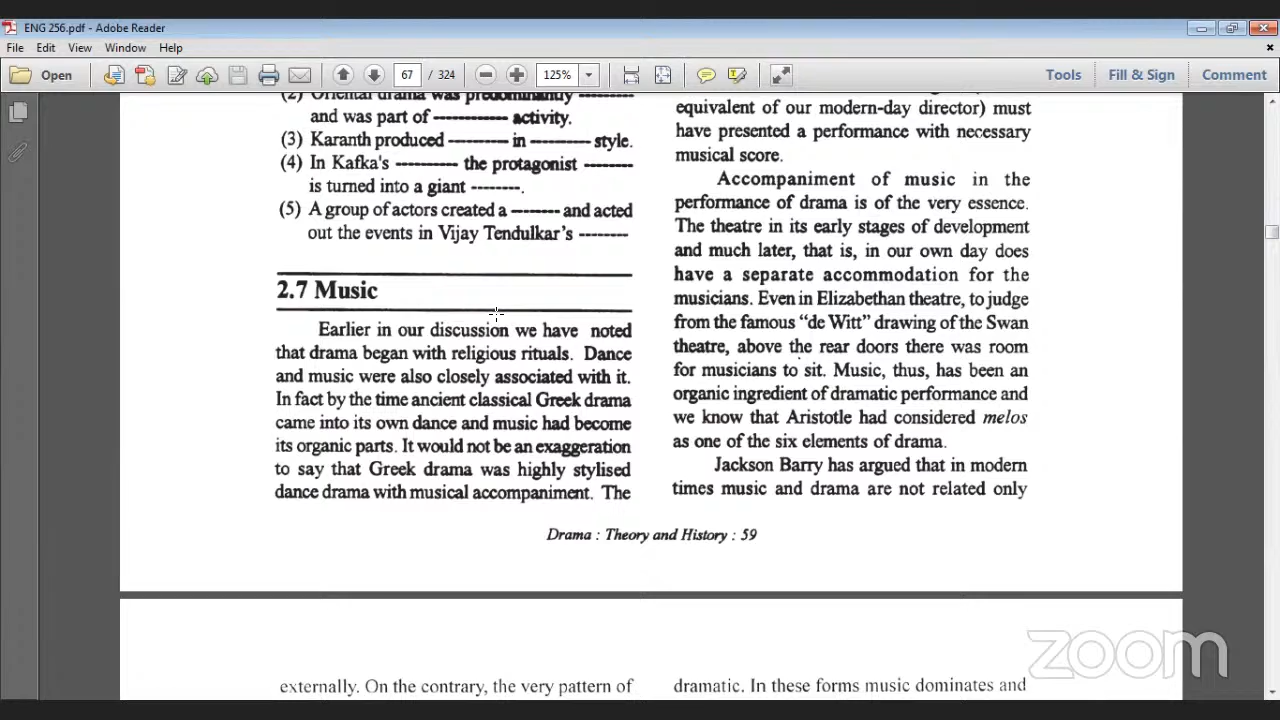 ENG 256.pdf - Adobe Reader
File Edit View Window Help
Open 67 / 324 125% Tools Fill & Sign Comment
(2) Oriental drama was predominantly --------
and was part of ----------- activity.
(3) Karanth produced --------- in --------- style.
(4) In Kafka's --------- the protagonist -------
is turned into a giant -------.
(5) A group of actors created a ------- and acted
out the events in Vijay Tendulkar's -------
2.7 Music
Earlier in our discussion we have noted
that drama began with religious rituals. Dance
and music were also closely associated with it.
In fact by the time ancient classical Greek drama
came into its own dance and music had become
its organic parts. It would not be an exaggeration
to say that Greek drama was highly stylised
dance drama with musical accompaniment. The
equivalent of our modern-day director) must
have presented a performance with necessary
musical score.
Accompaniment of music in the
performance of drama is of the very essence.
The theatre in its early stages of development
and much later, that is, in our own day does
have a separate accommodation for the
musicians. Even in Elizabethan theatre, to judge
from the famous “de Witt” drawing of the Swan
theatre, above the rear doors there was room
for musicians to sit. Music, thus, has been an
organic ingredient of dramatic performance and
we know that Aristotle had considered melos
as one of the six elements of drama.
Jackson Barry has argued that in modern
times music and drama are not related only
Drama : Theory and History : 59
externally. On the contrary, the very pattern of
dramatic. In these forms music dominates and
zoom